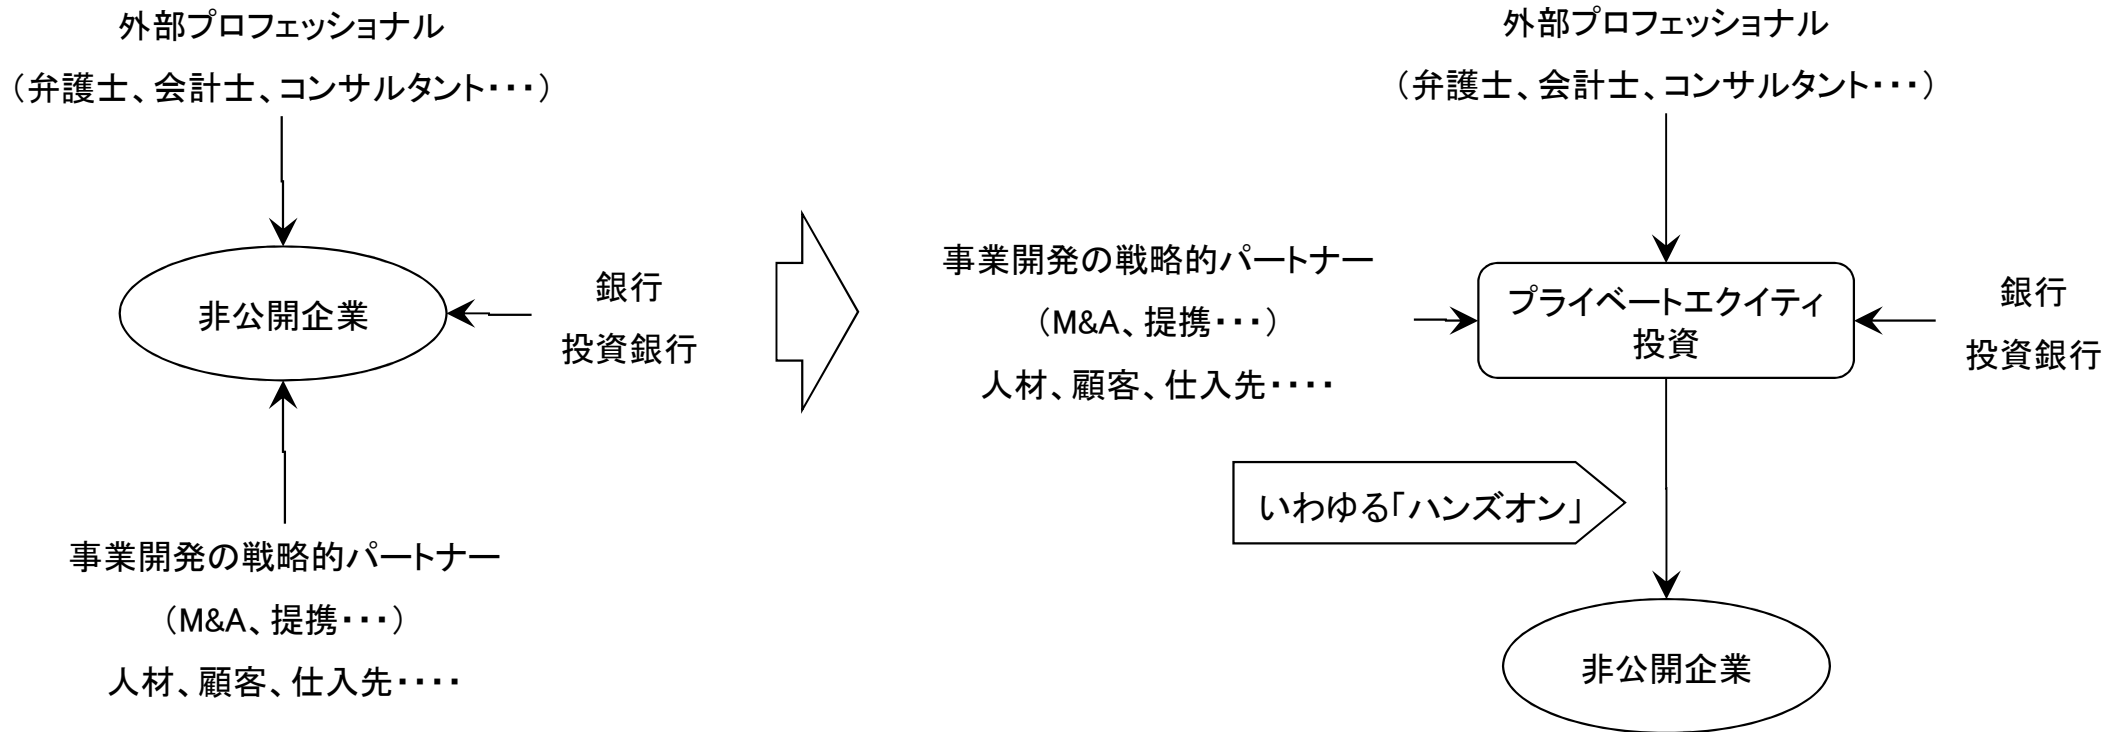 外部プロフェッショナル
（弁護士、会計士、コンサルタント・・・）
非公開企業
銀行
投資銀行
事業開発の戦略的パートナー
（M&A、提携・・・）
人材、顧客、仕入先・・・・
外部プロフェッショナル
（弁護士、会計士、コンサルタント・・・）
事業開発の戦略的パートナー
（M&A、提携・・・）
人材、顧客、仕入先・・・・
プライベートエクイティ
投資
銀行
投資銀行
いわゆる「ハンズオン」
非公開企業